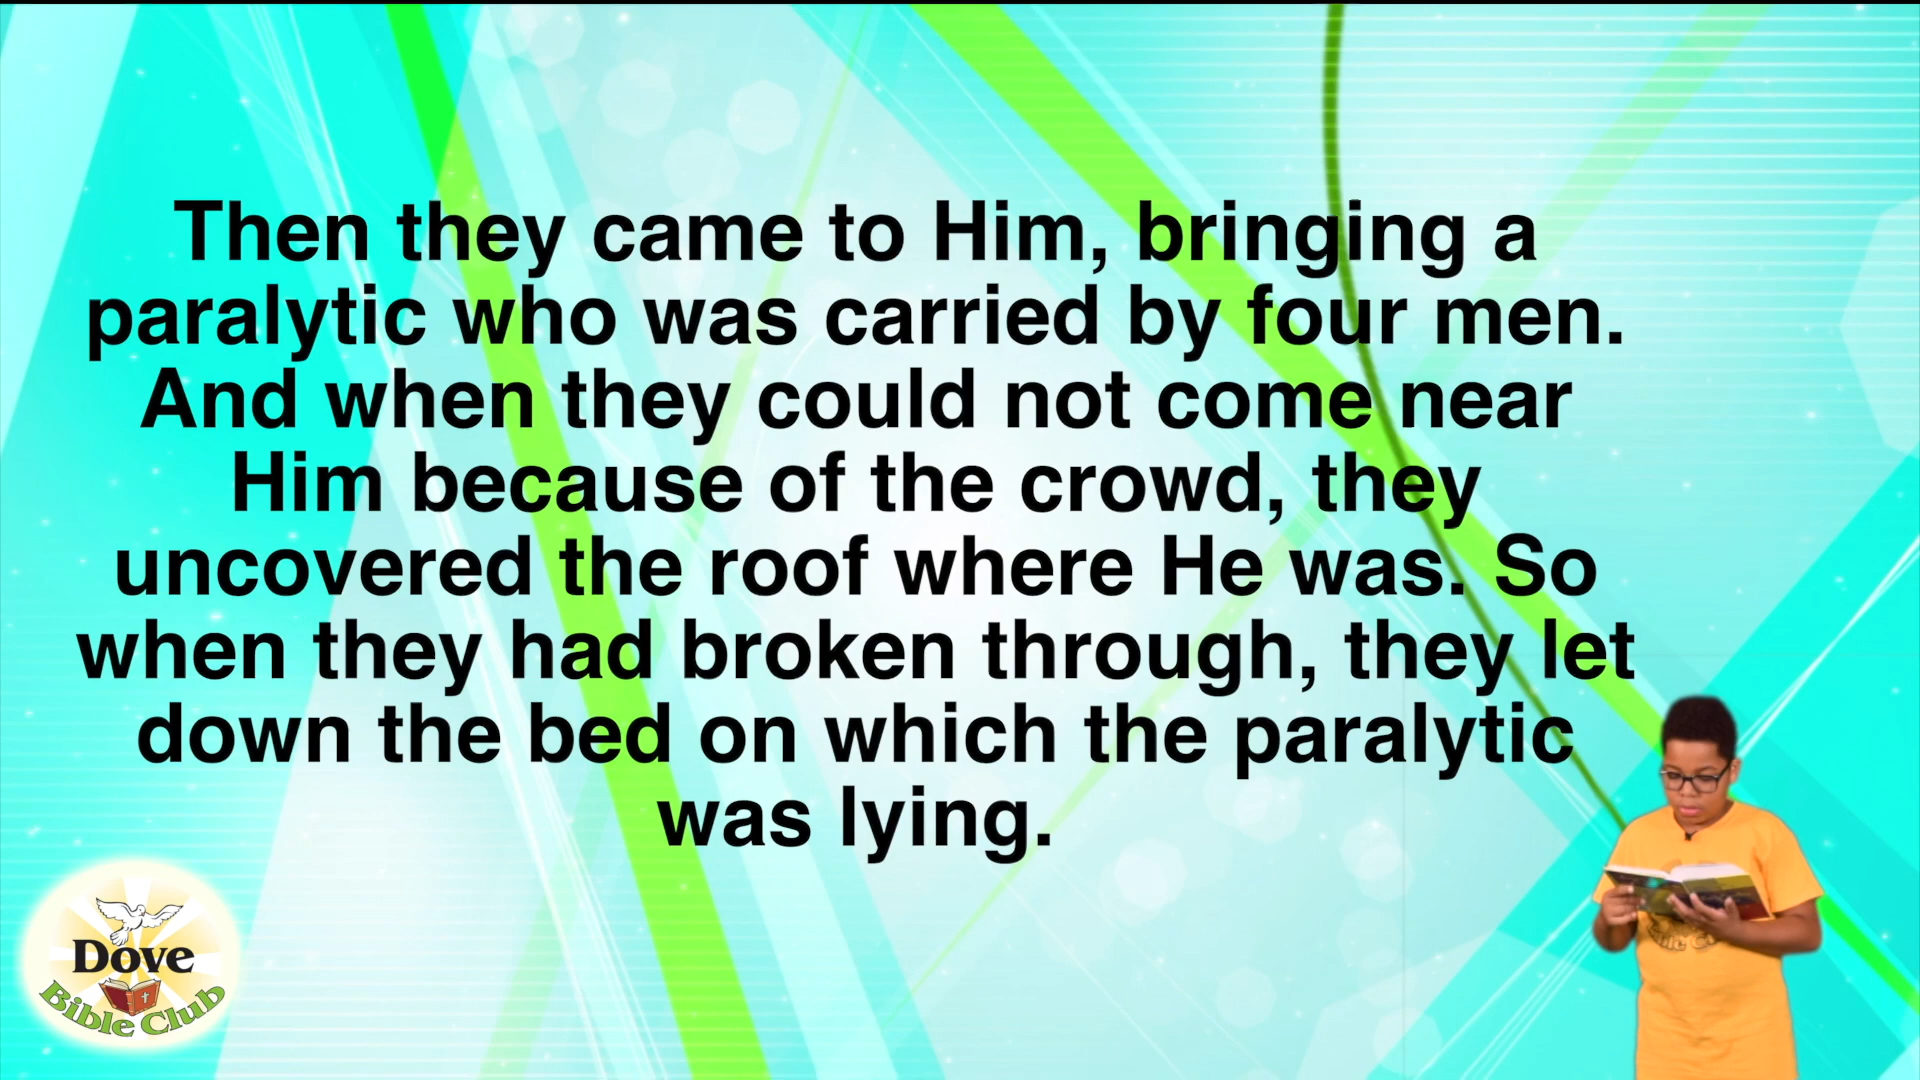 Then they came to Him, bringing a
paralytic who was carried by four men.
And when they could not come near
Him because of the crowd, they
uncovered the roof where He was. So
when they had broken through, they let
down the bed on which the paralytic
was lying.
Dove
Bible Club